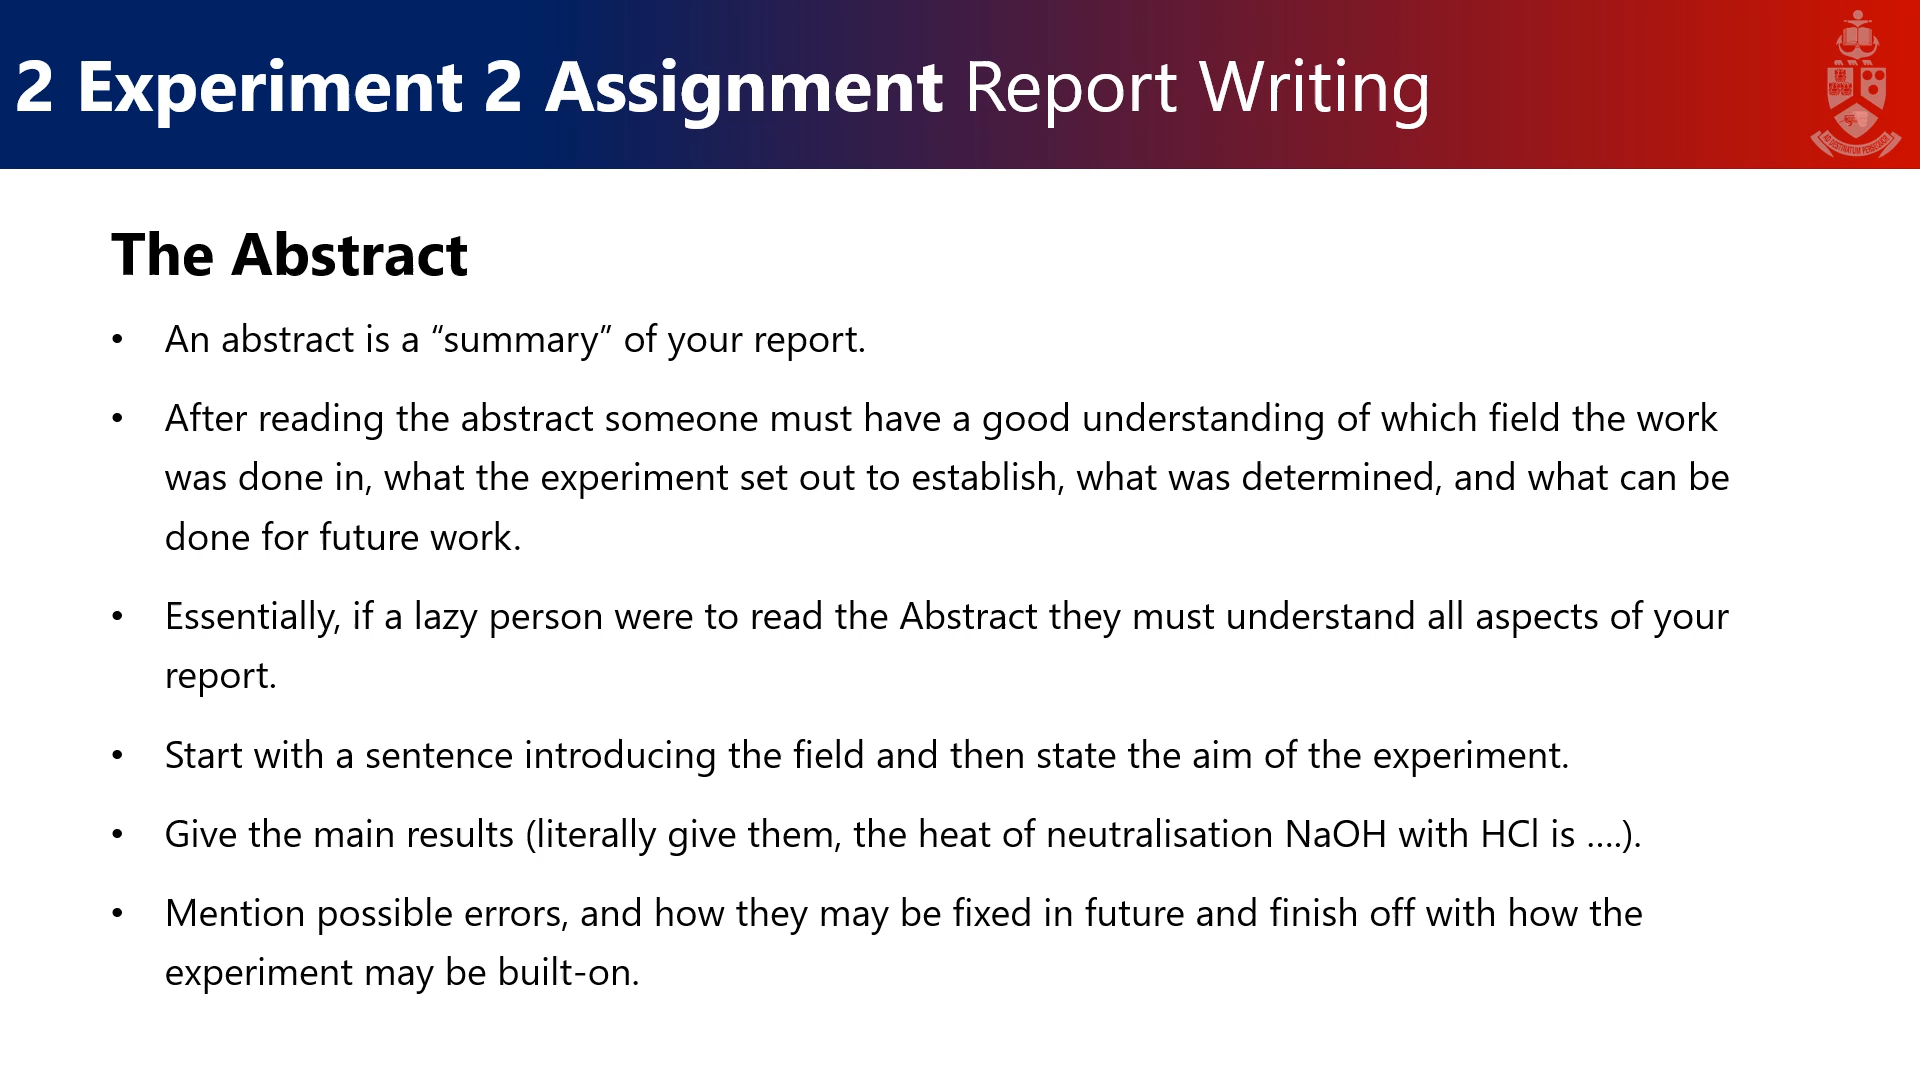 2 Experiment 2 Assignment Report Writing
AD DESTINATUM PERSEQUOR
The Abstract
• An abstract is a “summary” of your report.
• After reading the abstract someone must have a good understanding of which field the work
was done in, what the experiment set out to establish, what was determined, and what can be
done for future work.
• Essentially, if a lazy person were to read the Abstract they must understand all aspects of your
report.
• Start with a sentence introducing the field and then state the aim of the experiment.
• Give the main results (literally give them, the heat of neutralisation NaOH with HCl is ....).
• Mention possible errors, and how they may be fixed in future and finish off with how the
experiment may be built-on.